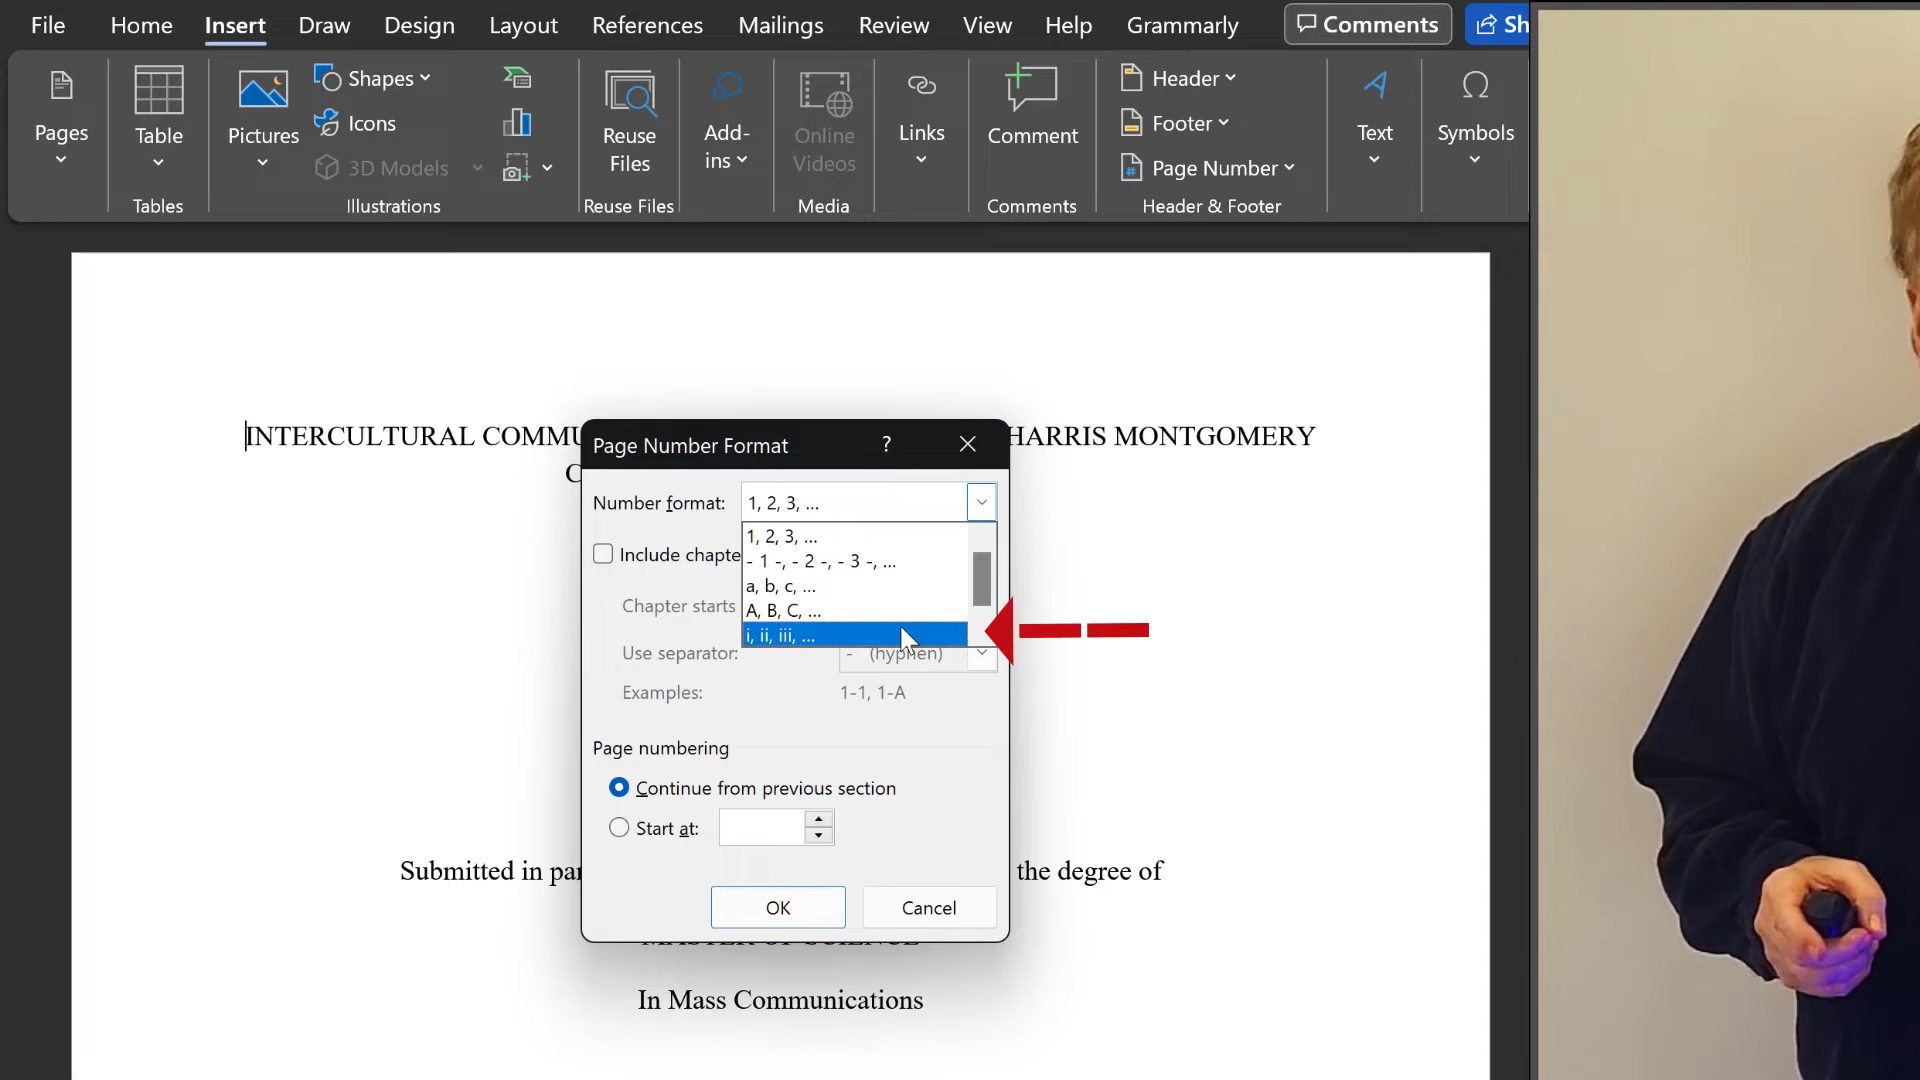 File Home Insert Draw Design Layout References Mailings Review View Help Grammarly Comments Sh
Pages
Table
Tables
Pictures
Shapes
Icons
3D Models
Illustrations
Reuse
Files
Reuse Files
Add-
ins
Online
Videos
Media
Links
Comment
Comments
Header
Footer
Page Number
Header & Footer
Text
Symbols
INTERCULTURAL COMMU HARRIS MONTGOMERY
C
Page Number Format ?
Number format: 1, 2, 3, ...
1, 2, 3, ...
- 1 -, - 2 -, - 3 -, ...
a, b, c, ...
A, B, C, ...
i, ii, iii, ...
Include chapte
Chapter starts
Use separator: - (hyphen)
Examples: 1-1, 1-A
Page numbering
Continue from previous section
Start at:
OK Cancel
Submitted in par the degree of
MASTER OF SCIENCE
In Mass Communications